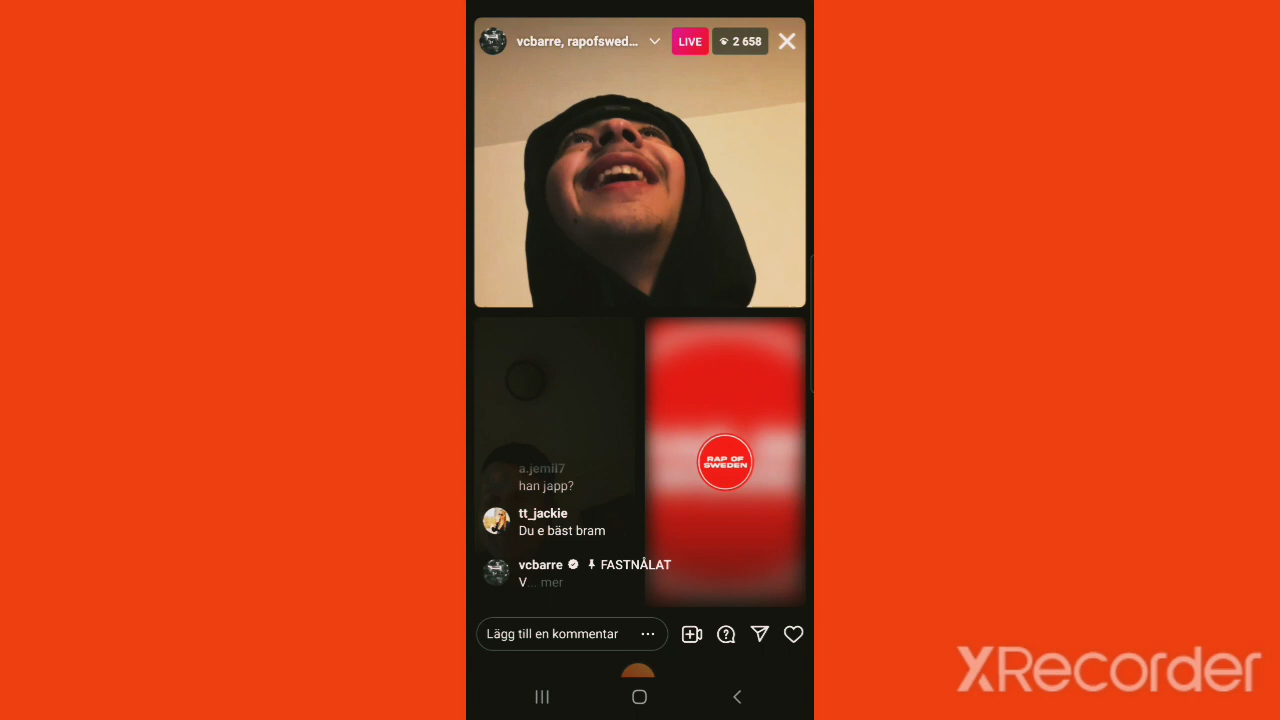 vcbarre, rapofswed...
LIVE
2 658
RAP OF
SWEDEN
a.jemil7
han japp?
tt_jackie
Du e bäst bram
vcbarre FASTNÅLAT
V... mer
Lägg till en kommentar
XRecorder